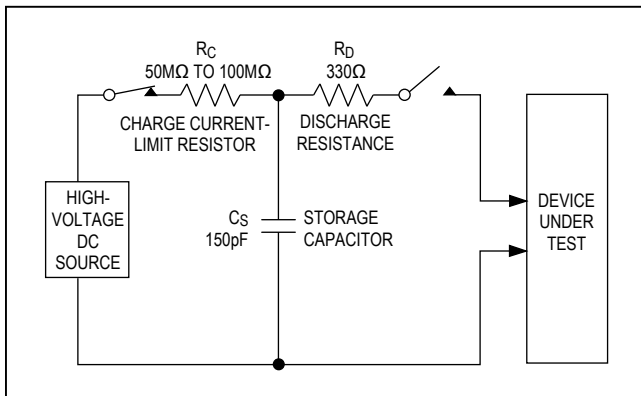 RC
50MΩ TO 100MΩ
CHARGE CURRENT-
LIMIT RESISTOR
RD
330Ω
DISCHARGE
RESISTANCE
HIGH-
VOLTAGE
DC
SOURCE
CS
150pF
STORAGE
CAPACITOR
DEVICE
UNDER
TEST